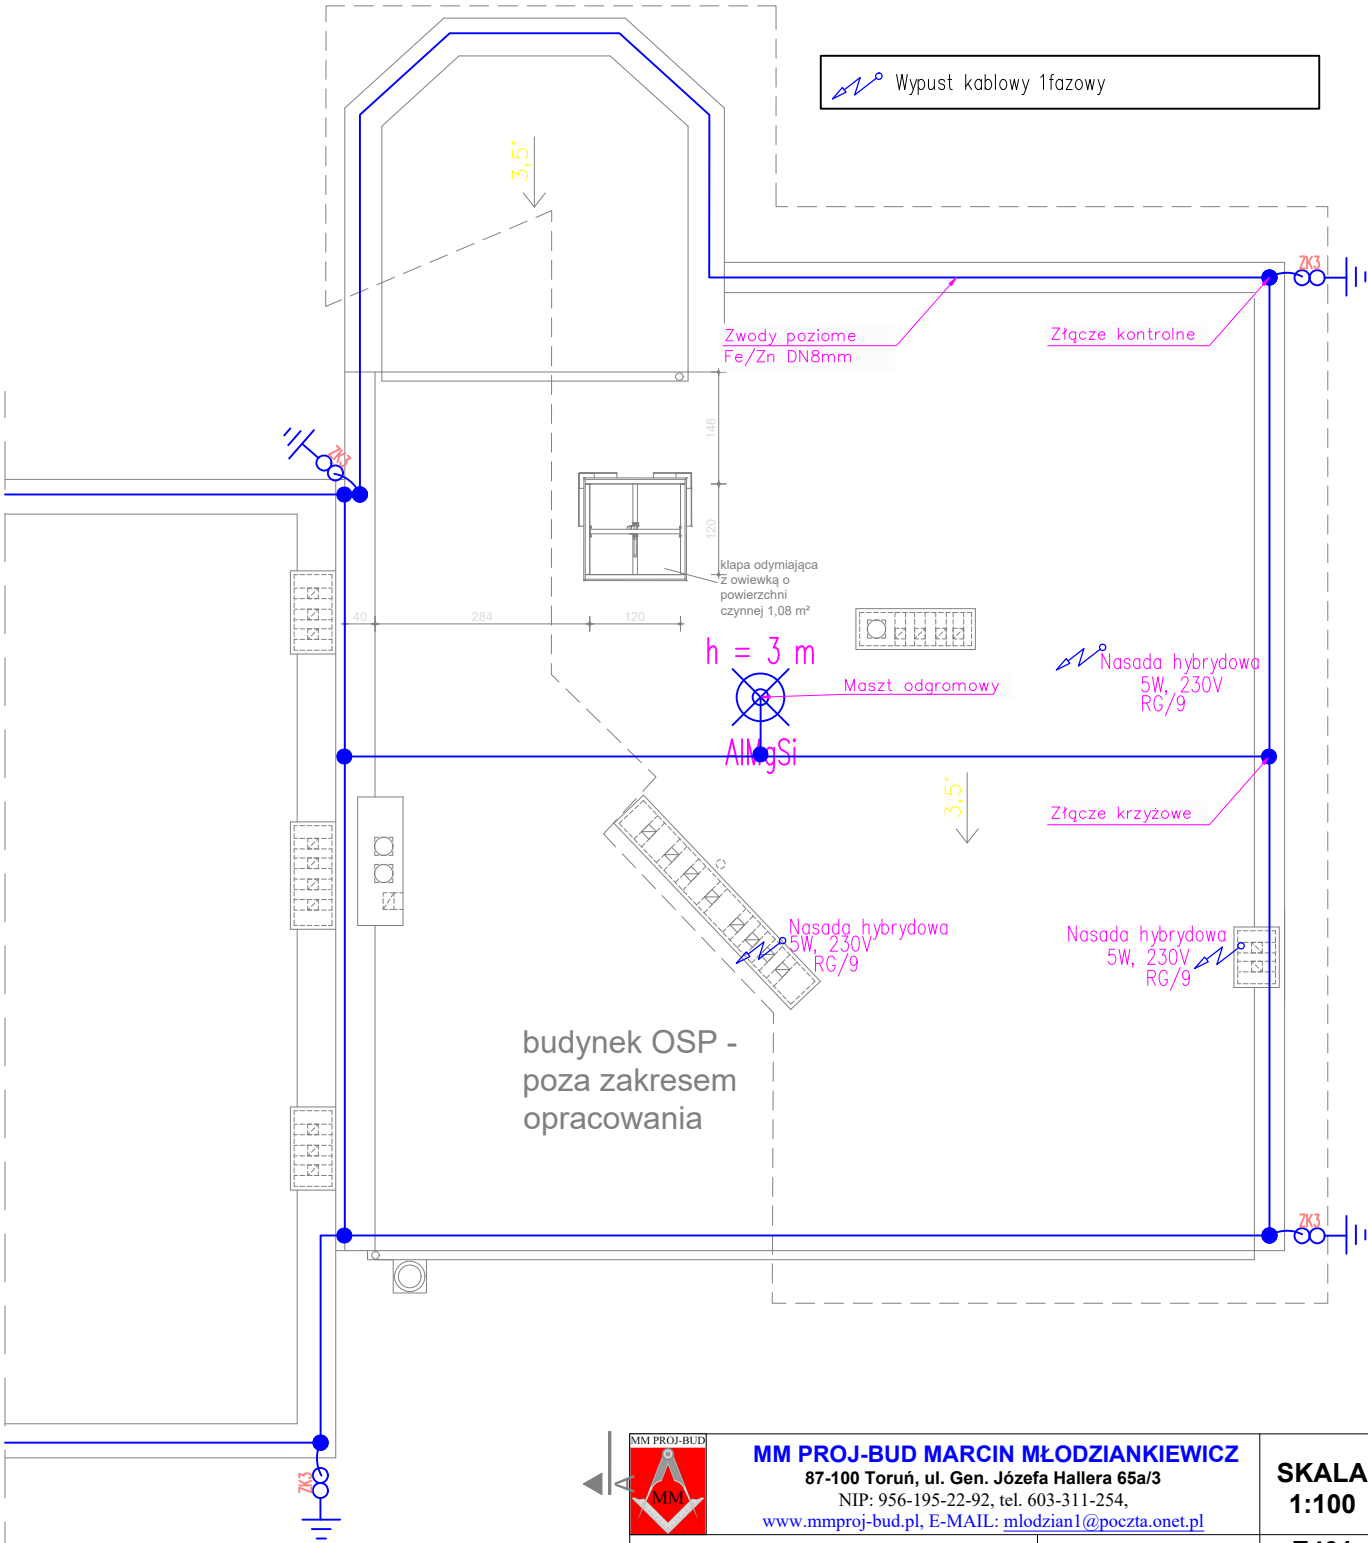 Wypust kablowy 1fazowy
3,5°
ZK3
Zwody poziome
Fe/Zn DN8mm
Złącze kontrolne
148
ZK3
120
klapa odymiająca
z owiewką o
powierzchni
czynnej 1,08 m²
40
284
120
h = 3 m
Nasada hybrydowa
5W, 230V
RG/9
Maszt odgromowy
AlMgSi
3,5°
Złącze krzyżowe
Nasada hybrydowa
5W, 230V
RG/9
Nasada hybrydowa
5W, 230V
RG/9
budynek OSP -
poza zakresem
opracowania
ZK3
ZK3
A
MM PROJ-BUD
MM
MM PROJ-BUD MARCIN MŁODZIANKIEWICZ
87-100 Toruń, ul. Gen. Józefa Hallera 65a/3
NIP: 956-195-22-92, tel. 603-311-254,
www.mmproj-bud.pl, E-MAIL: mlodzian1@poczta.onet.pl
SKALA
1:100